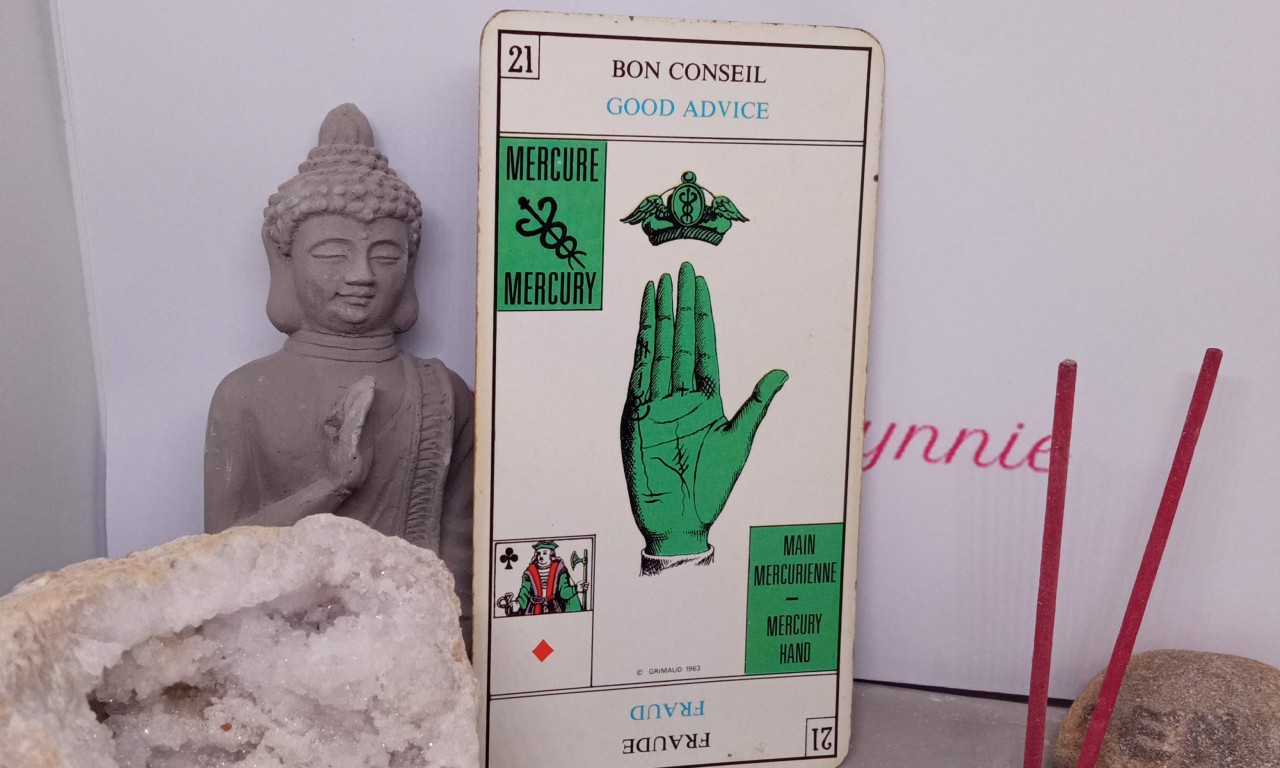 21
BON CONSEIL
GOOD ADVICE
MERCURE
MERCURY
ynnie
MAIN
MERCURIENNE
-
MERCURY
HAND
© GRIMAUD 1963
FRAUD
FRAUDE
21